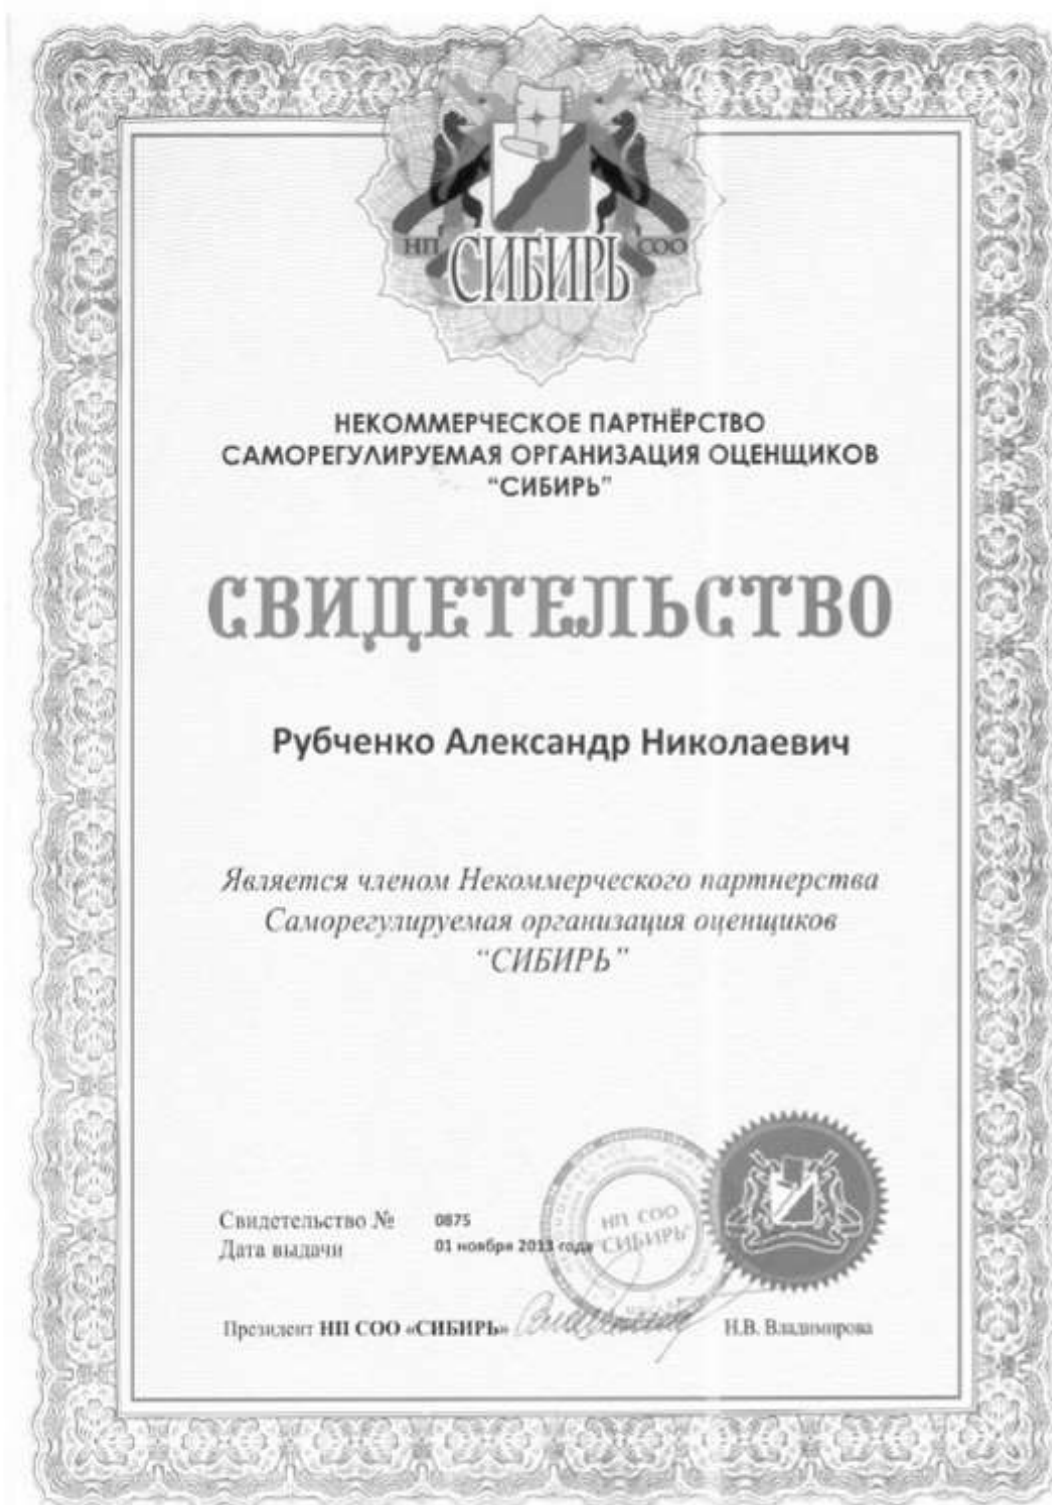 НП СИБИРЬ СОО
НЕКОММЕРЧЕСКОЕ ПАРТНЁРСТВО
САМОРЕГУЛИРУЕМАЯ ОРГАНИЗАЦИЯ ОЦЕНЩИКОВ
“СИБИРЬ”
СВИДЕТЕЛЬСТВО
Рубченко Александр Николаевич
Является членом Некоммерческого партнерства
Саморегулируемая организация оценщиков
“СИБИРЬ”
Свидетельство № 0875
Дата выдачи 01 ноября 2013 года
НП СОО
"СИБИРЬ"
Президент НП СОО «СИБИРЬ» Н.В. Владимирова